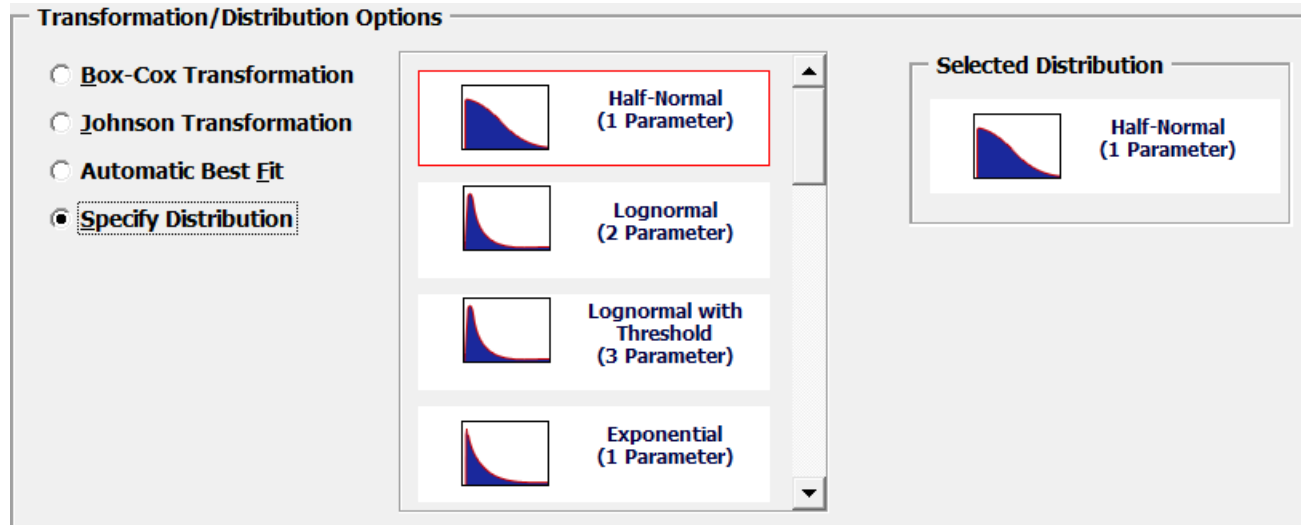 Transformation/Distribution Options
Box-Cox Transformation
Johnson Transformation
Automatic Best Fit
Specify Distribution
Half-Normal
(1 Parameter)
Lognormal
(2 Parameter)
Lognormal with
Threshold
(3 Parameter)
Exponential
(1 Parameter)
Selected Distribution
Half-Normal
(1 Parameter)